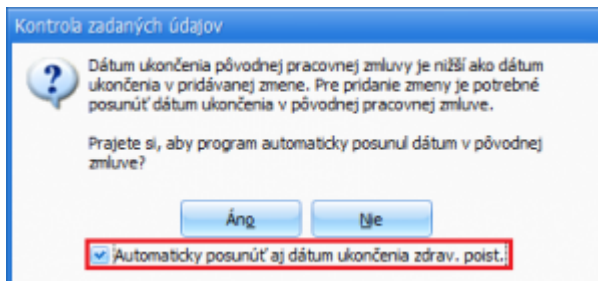 Kontrola zadaných údajov
Dátum ukončenia pôvodnej pracovnej zmluvy je nižší ako dátum
ukončenia v pridávanej zmene. Pre pridanie zmeny je potrebné
posunúť dátum ukončenia v pôvodnej pracovnej zmluve.
Prajete si, aby program automaticky posunul dátum v pôvodnej
zmluve?
Áno Nie
Automaticky posunúť aj dátum ukončenia zdrav. poist.